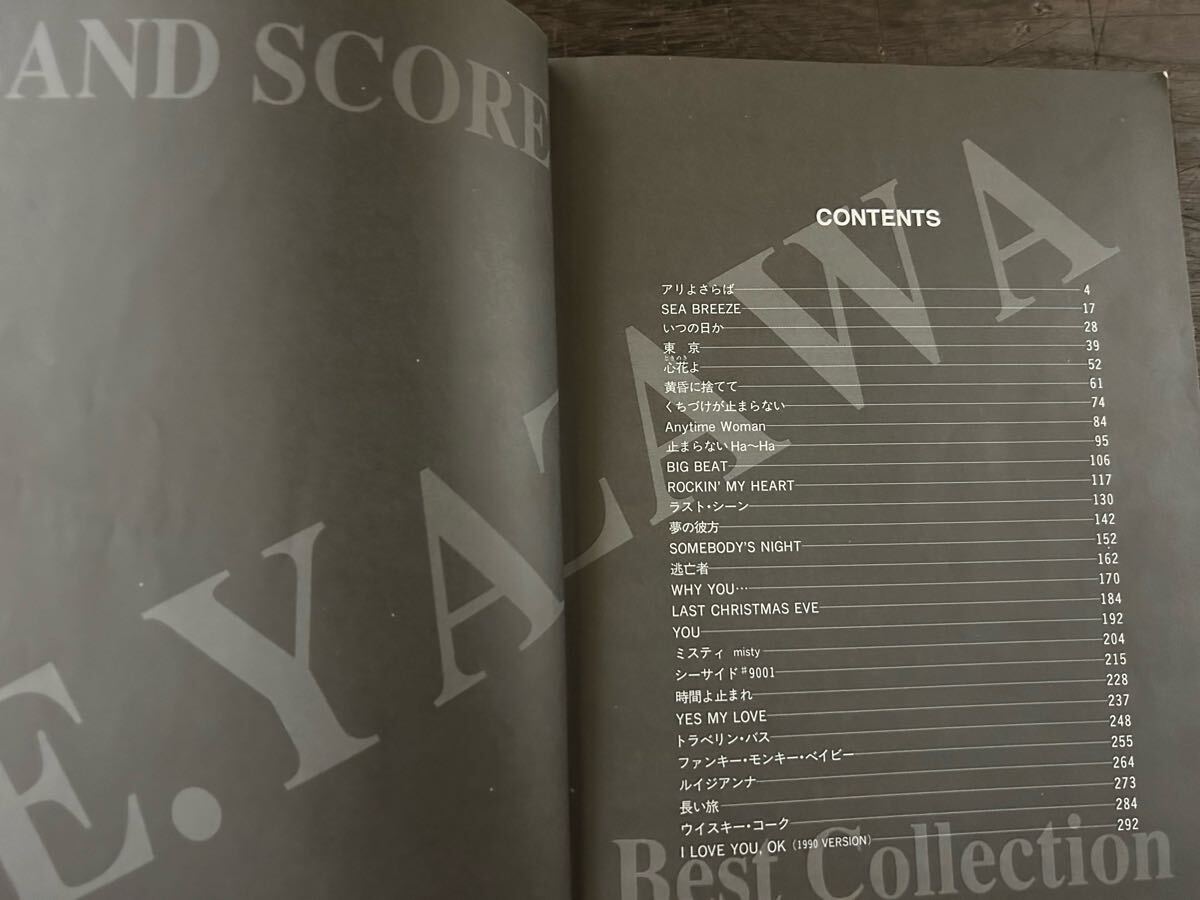 AND SCORE
E.YAZAWA
CONTENTS
アリよさらば 4
SEA BREEZE 17
いつの日か 28
東 京 39
ときめき
心花よ 52
黄昏に捨てて 61
くちづけが止まらない 74
Anytime Woman 84
止まらないHa〜Ha 95
BIG BEAT 106
ROCKIN' MY HEART 117
ラスト・シーン 130
夢の彼方 142
SOMEBODY'S NIGHT 152
逃亡者 162
WHY YOU… 170
LAST CHRISTMAS EVE 184
YOU 192
ミスティ misty 204
シーサイド#9001 215
時間よ止まれ 228
YES MY LOVE 237
トラベリン・バス 248
ファンキー・モンキー・ベイビー 255
ルイジアンナ 264
長い旅 273
ウイスキー・コーク 284
I LOVE YOU, OK (1990 VERSION) 292
Best Collection